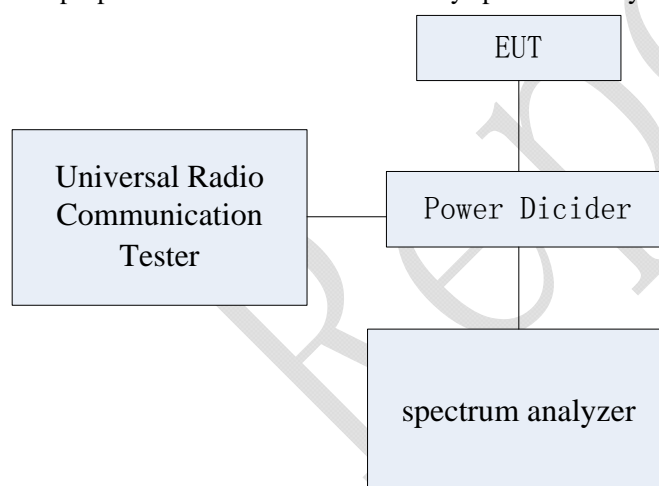 EUT
Universal Radio
Communication
Tester
Power Dicider
spectrum analyzer